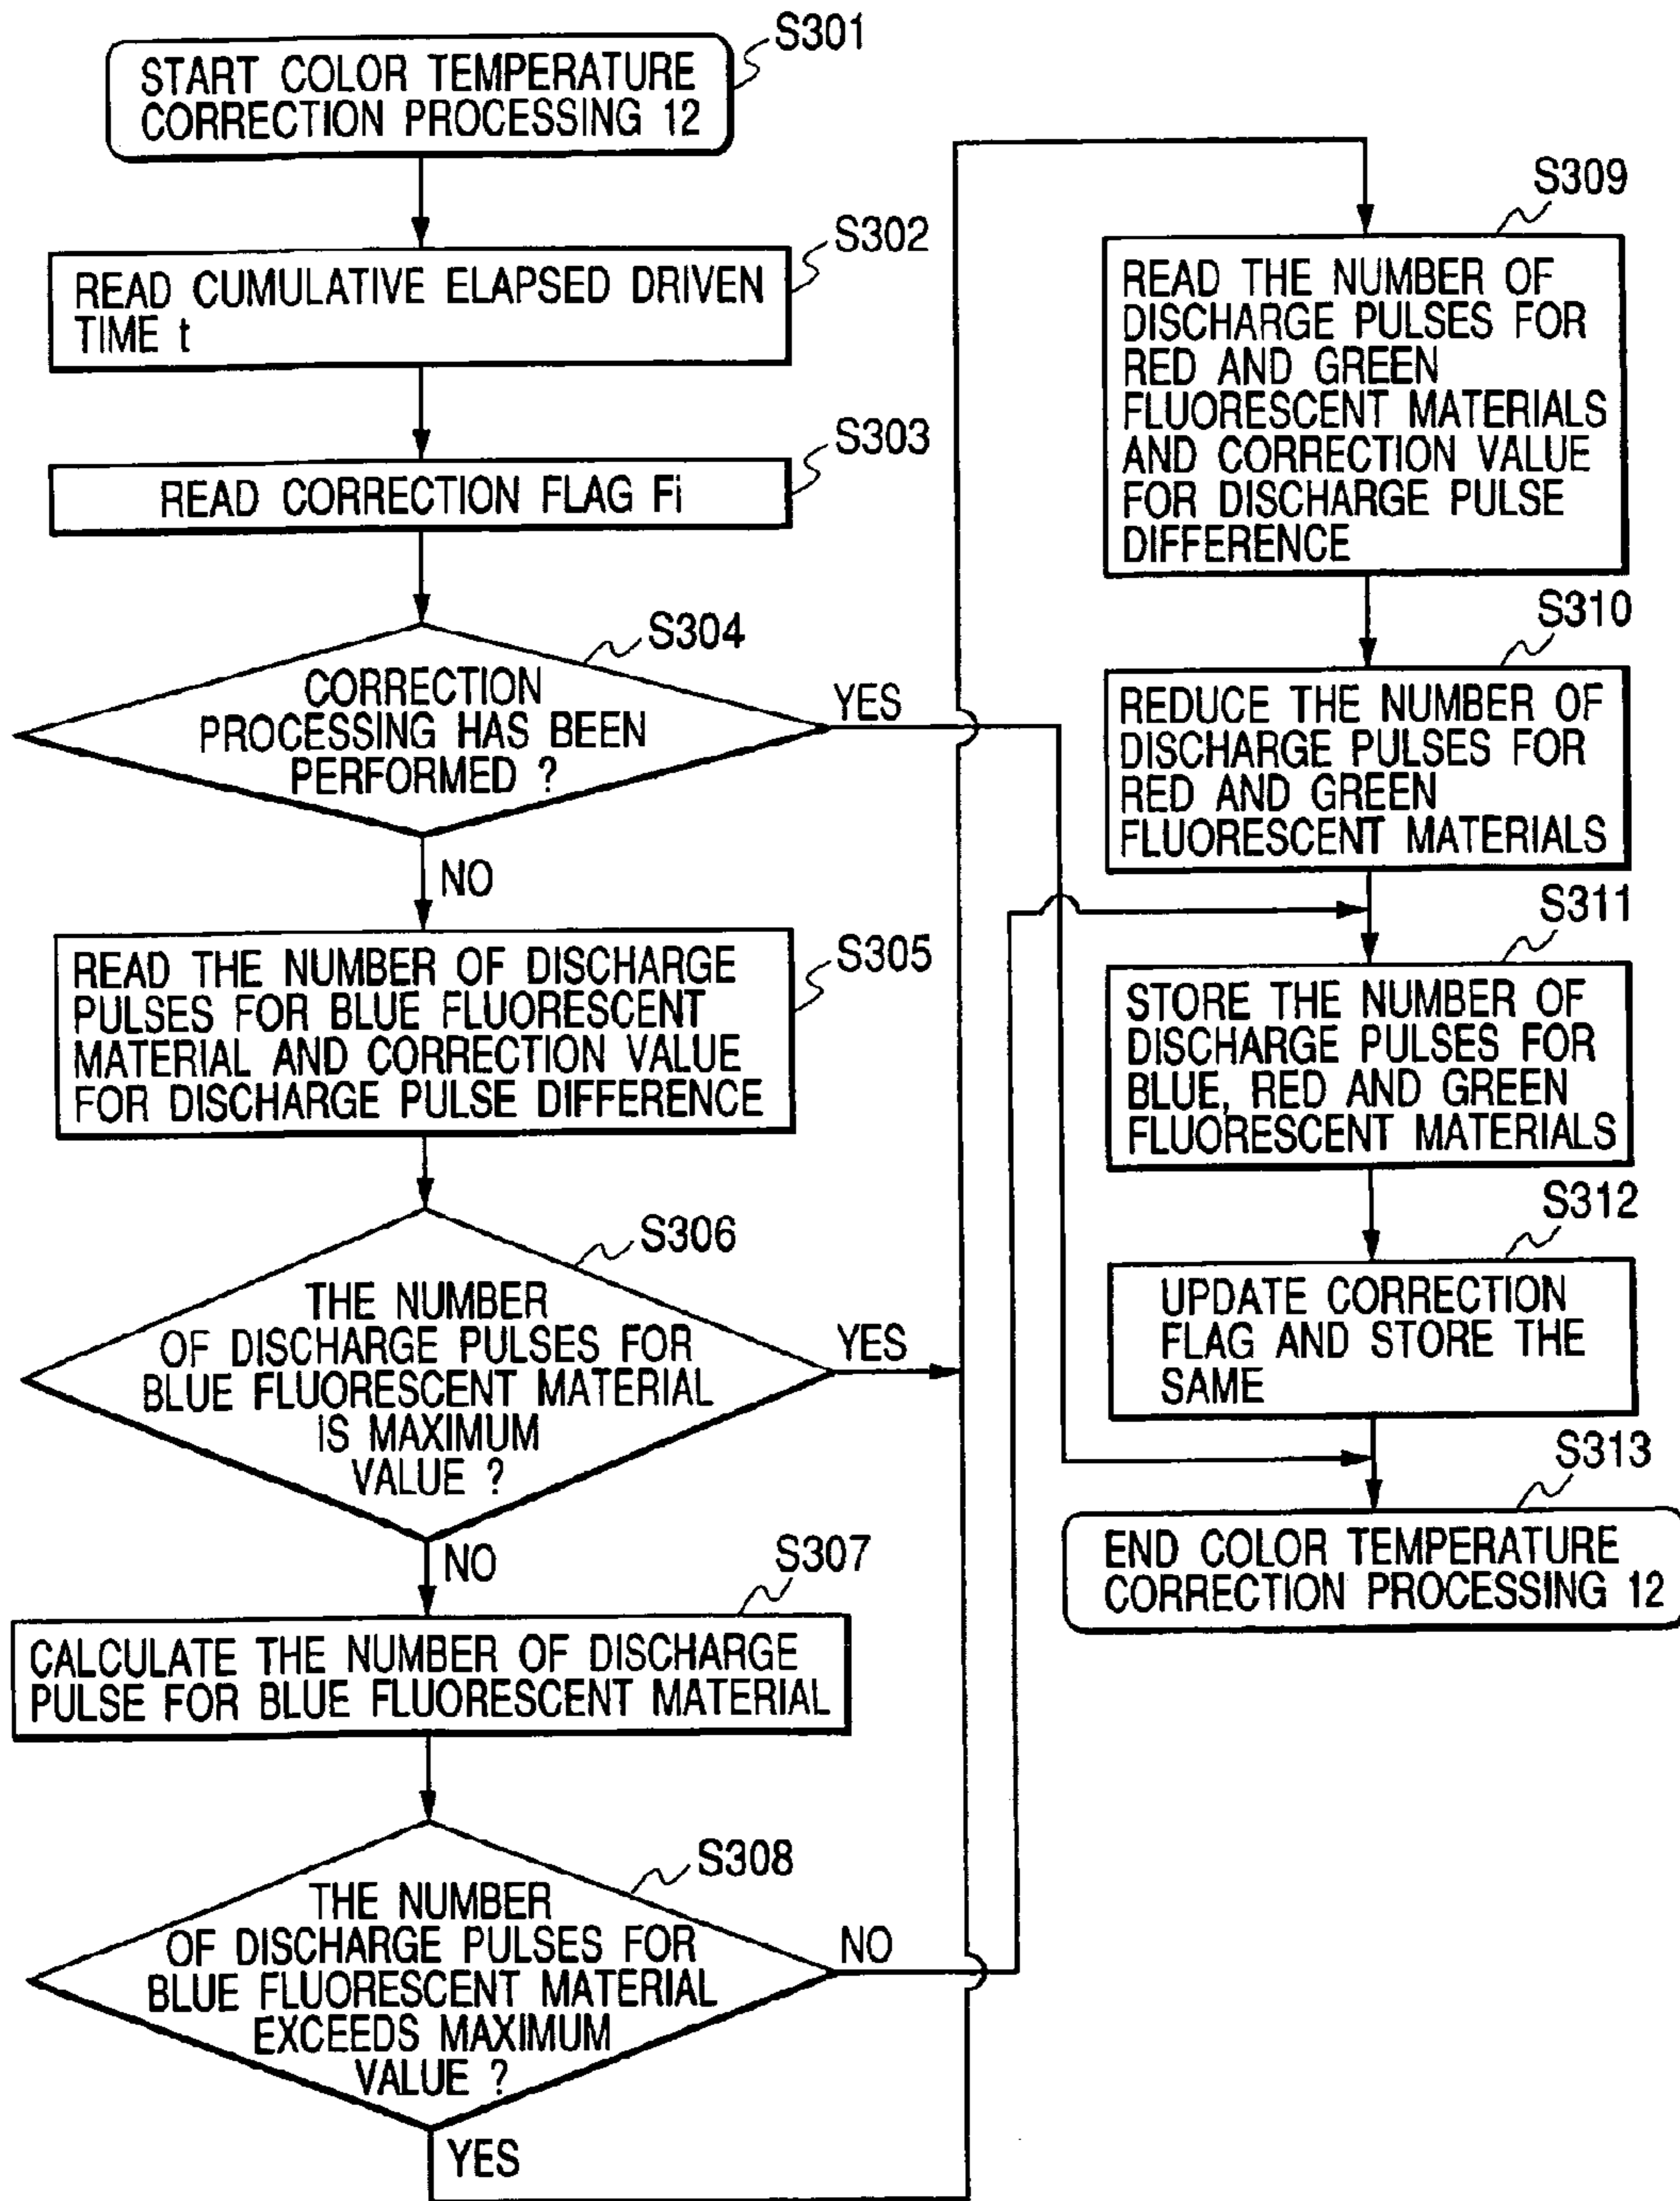 S301
START COLOR TEMPERATURE
CORRECTION PROCESSING 12
S302
READ CUMULATIVE ELAPSED DRIVEN
TIME t
S303
READ CORRECTION FLAG Fi
S304
CORRECTION
PROCESSING HAS BEEN
PERFORMED ?
YES
NO
S305
READ THE NUMBER OF DISCHARGE
PULSES FOR BLUE FLUORESCENT
MATERIAL AND CORRECTION VALUE
FOR DISCHARGE PULSE DIFFERENCE
S306
THE NUMBER
OF DISCHARGE PULSES FOR
BLUE FLUORESCENT MATERIAL
IS MAXIMUM
VALUE ?
YES
NO
S307
CALCULATE THE NUMBER OF DISCHARGE
PULSE FOR BLUE FLUORESCENT MATERIAL
S308
THE NUMBER
OF DISCHARGE PULSES FOR
BLUE FLUORESCENT MATERIAL
EXCEEDS MAXIMUM
VALUE ?
NO
YES
S309
READ THE NUMBER OF
DISCHARGE PULSES FOR
RED AND GREEN
FLUORESCENT MATERIALS
AND CORRECTION VALUE
FOR DISCHARGE PULSE
DIFFERENCE
S310
REDUCE THE NUMBER OF
DISCHARGE PULSES FOR
RED AND GREEN
FLUORESCENT MATERIALS
S311
STORE THE NUMBER OF
DISCHARGE PULSES FOR
BLUE, RED AND GREEN
FLUORESCENT MATERIALS
S312
UPDATE CORRECTION
FLAG AND STORE THE
SAME
S313
END COLOR TEMPERATURE
CORRECTION PROCESSING 12